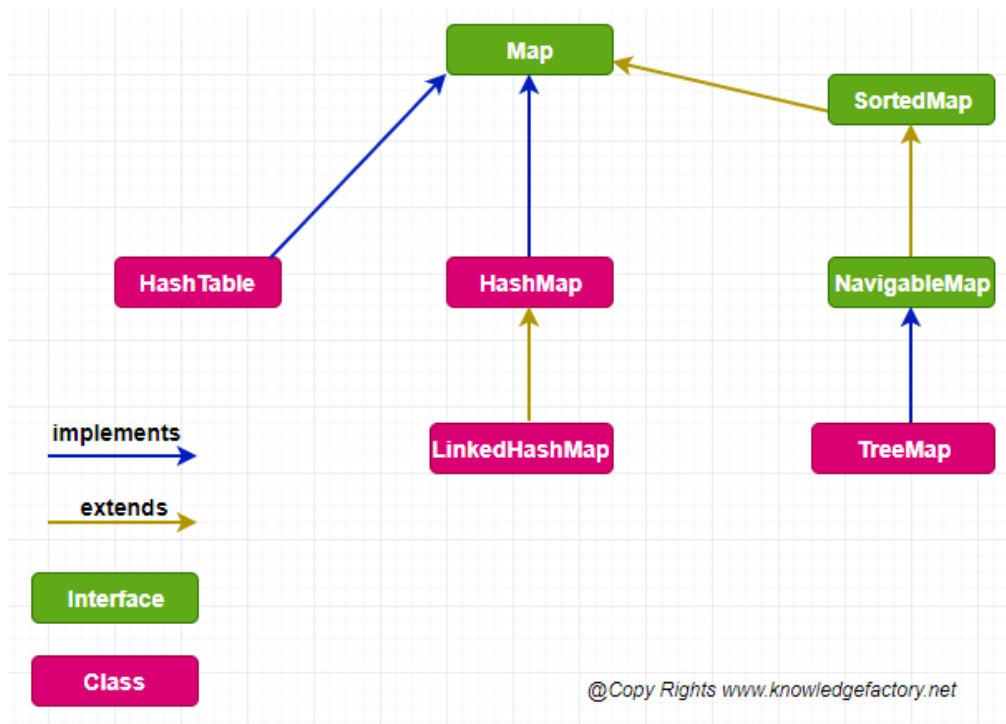 Map
SortedMap
HashTable
HashMap
NavigableMap
implements
LinkedHashMap
TreeMap
extends
Interface
Class
@Copy Rights www.knowledgefactory.net